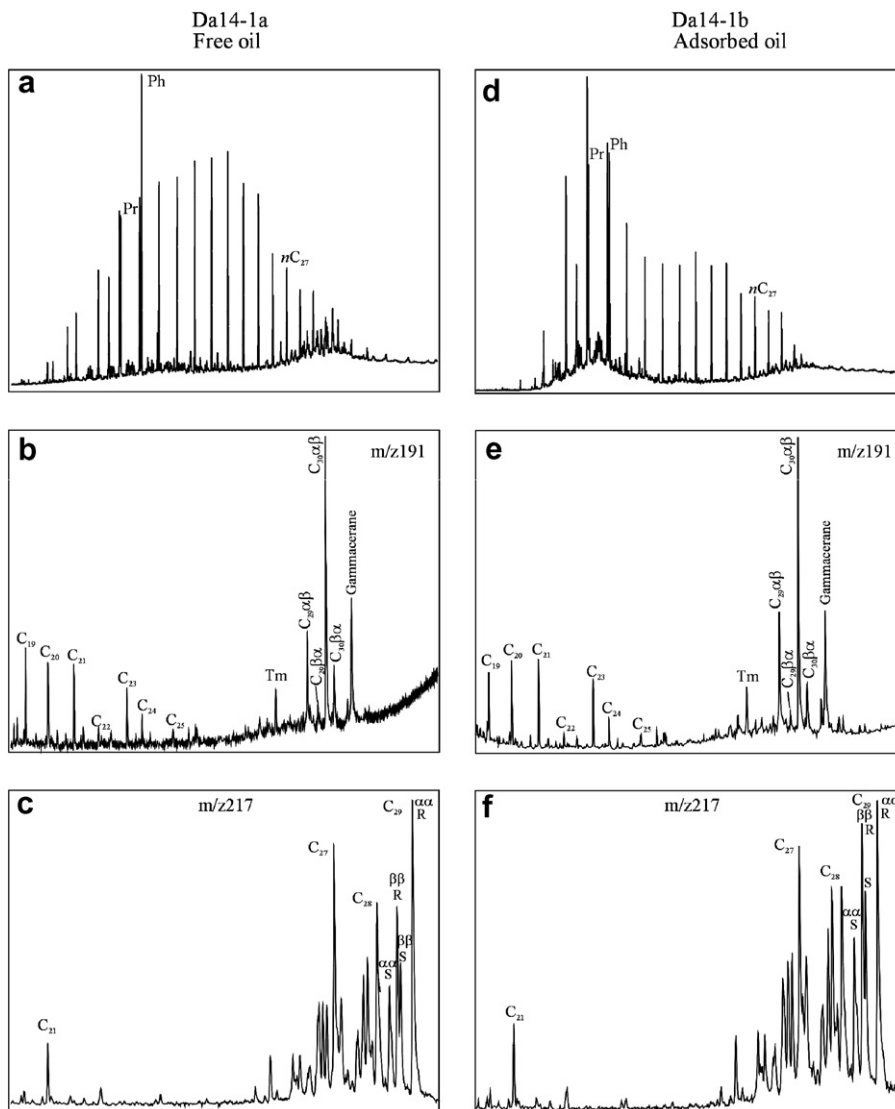 Da14-1a
Free oil
Da14-1b
Adsorbed oil
a
Ph
Pr
nC₂₇
d
Pr
Ph
nC₂₇
b
m/z191
C₁₉
C₂₀
C₂₁
C₂₂
C₂₃
C₂₄
C₂₅
Tm
C₂₉αβ
C₂₉βα
C₃₀αβ
C₃₀βα
Gammacerane
e
m/z191
C₁₉
C₂₀
C₂₁
C₂₂
C₂₃
C₂₄
C₂₅
Tm
C₂₉αβ
C₂₉βα
C₃₀αβ
C₃₀βα
Gammacerane
c
m/z217
C₂₁
C₂₇
C₂₈
αα
S
ββ
R
ββ
S
C₂₉
αα
R
f
m/z217
C₂₁
C₂₇
C₂₈
αα
S
C₂₉
ββ
R
S
αα
R